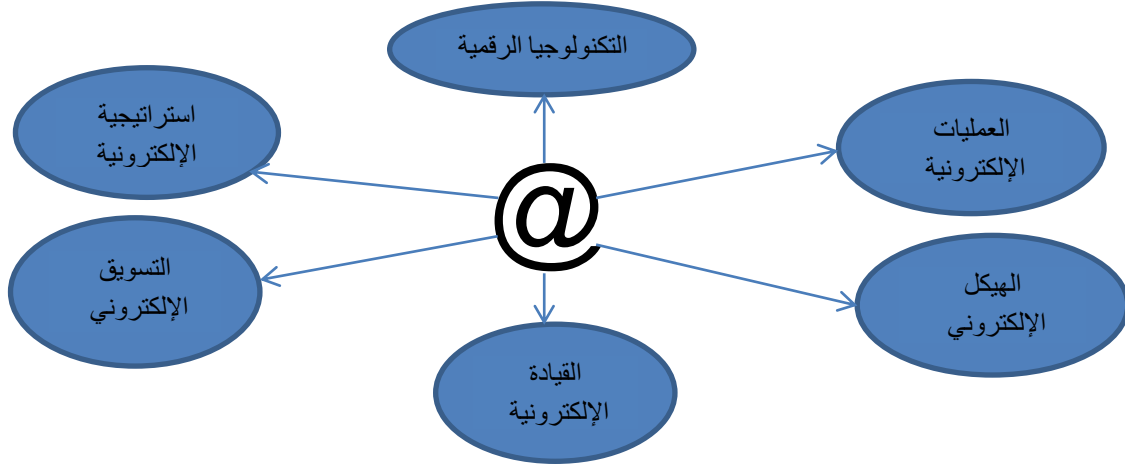 التكنولوجيا الرقمية
العمليات
الإلكترونية
استراتيجية
الإلكترونية
@
الهيكل
الإلكتروني
التسويق
الإلكتروني
القيادة
الإلكترونية